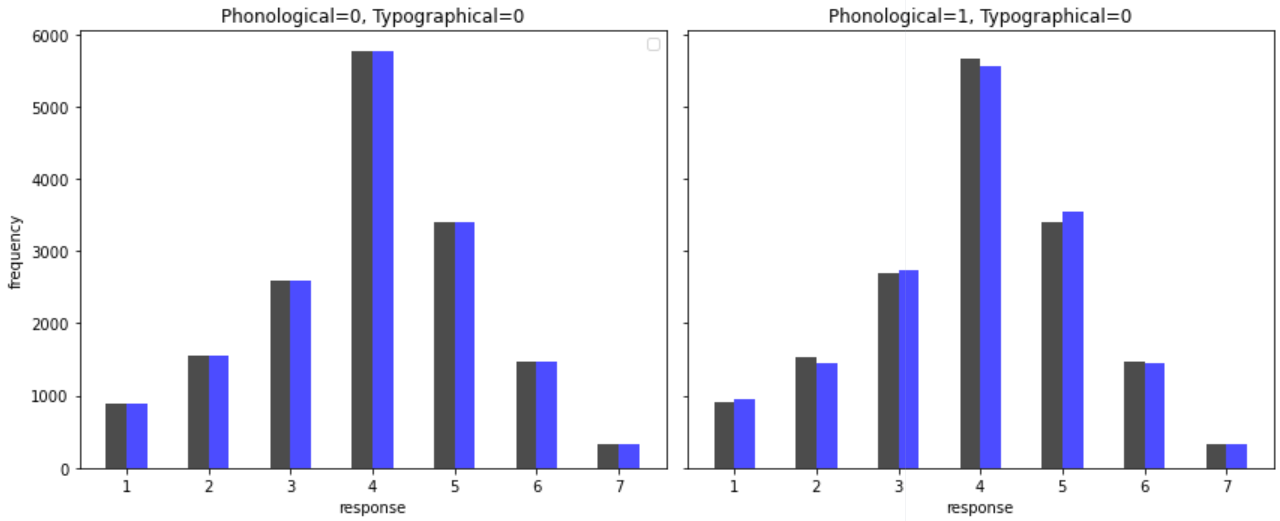 Phonological=0, Typographical=0
Phonological=1, Typographical=0
6000
5000
4000
3000
2000
1000
0
frequency
1 2 3 4 5 6 7
response
1 2 3 4 5 6 7
response